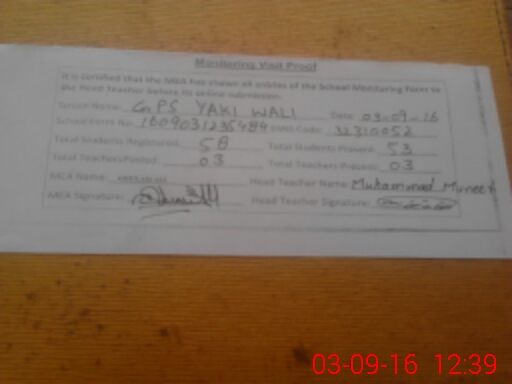 Monitoring Visit Proof
It is certified that the MEA has shown all entries of the School Monitoring Form to
the Head Teacher before its online submission.
School Name: GPS YAKI WALI Date: 03-09-16
School Form No: EMIS Code: 32310052
Total Students Registered: 58 Total Students Present: 53
Total Teachers Posted: 03 Total Teachers Present: 03
MEA Name: Head Teacher Name: Muhammad Muneeb
MEA Signature: Head Teacher Signature:
03-09-16 12:39